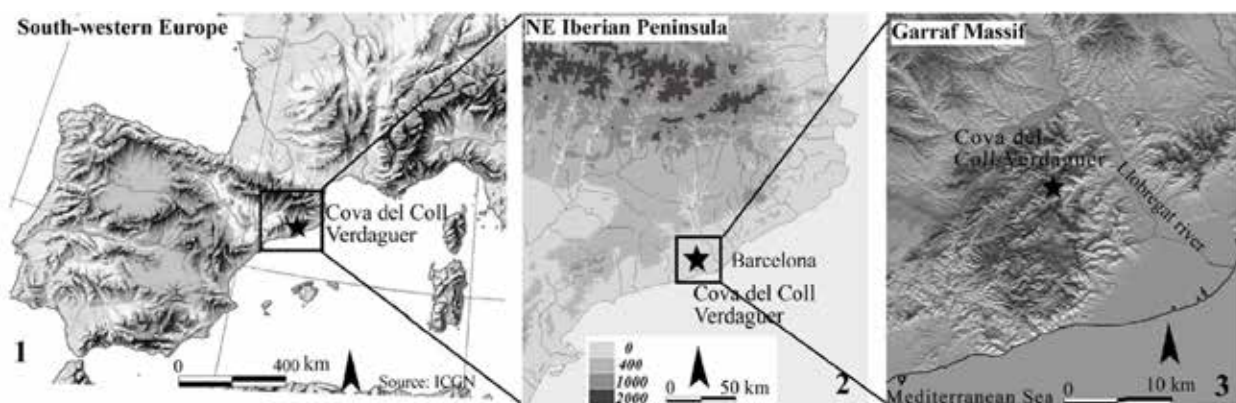 South-western Europe
Cova del Coll
Verdaguer
1
0 400 km
Source: ICGN
NE Iberian Peninsula
Barcelona
Cova del Coll
Verdaguer
0
400
1000
2000
0 50 km
2
Garraf Massif
Cova del
Coll Verdaguer
Llobregat river
Mediterranean Sea
0 10 km
3